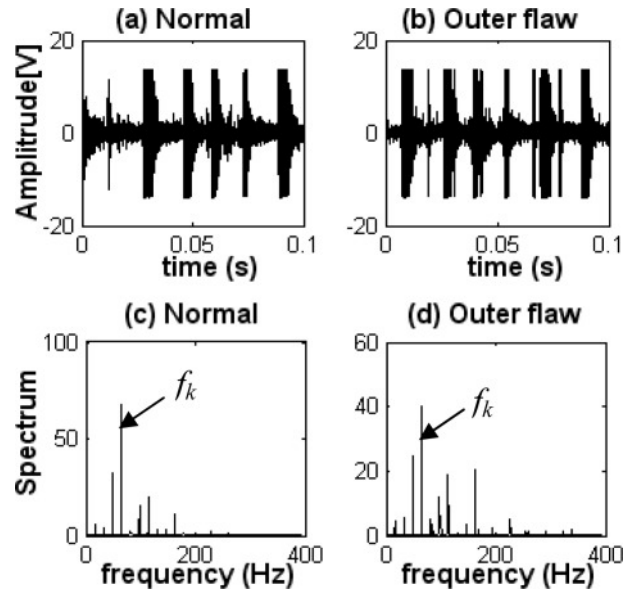 (a) Normal
(b) Outer flaw
Amplitrude[V]
20
0
-20
0 0.05 0.1
time (s)
20
0
-20
0 0.05 0.1
time (s)
(c) Normal
(d) Outer flaw
Spectrum
100
50
0
0 200 400
frequency (Hz)
fk
60
40
20
0
0 200 400
frequency (Hz)
fk